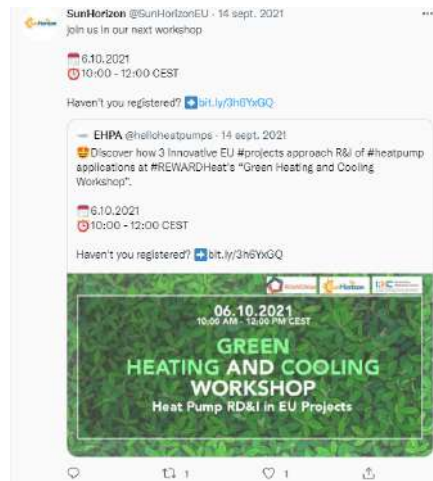 SunHorizon @SunHorizonEU · 14 sept. 2021
join us in our next workshop
6.10.2021
10:00 - 12:00 CEST
Haven't you registered? bit.ly/3h6YxGQ
EHPA @helloheatpumps · 14 sept. 2021
Discover how 3 Innovative EU #projects approach R&I of #heatpump
applications at #REWARDHeat's "Green Heating and Cooling
Workshop".
6.10.2021
10:00 - 12:00 CEST
Haven't you registered? bit.ly/3h6YxGQ
SunHorizon
06.10.2021
10:00 AM - 12:00 PM CEST
GREEN
HEATING AND COOLING
WORKSHOP
Heat Pump RD&I in EU Projects
1
1